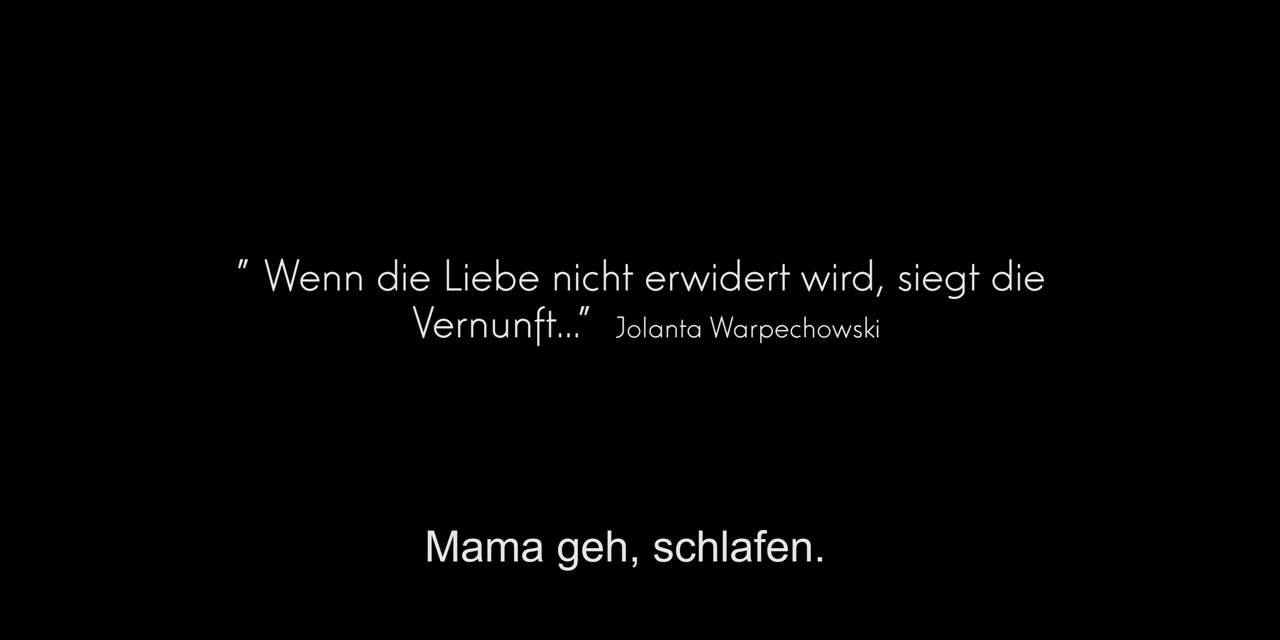 " Wenn die Liebe nicht erwidert wird, siegt die
Vernunft..." Jolanta Warpechowski
Mama geh, schlafen.